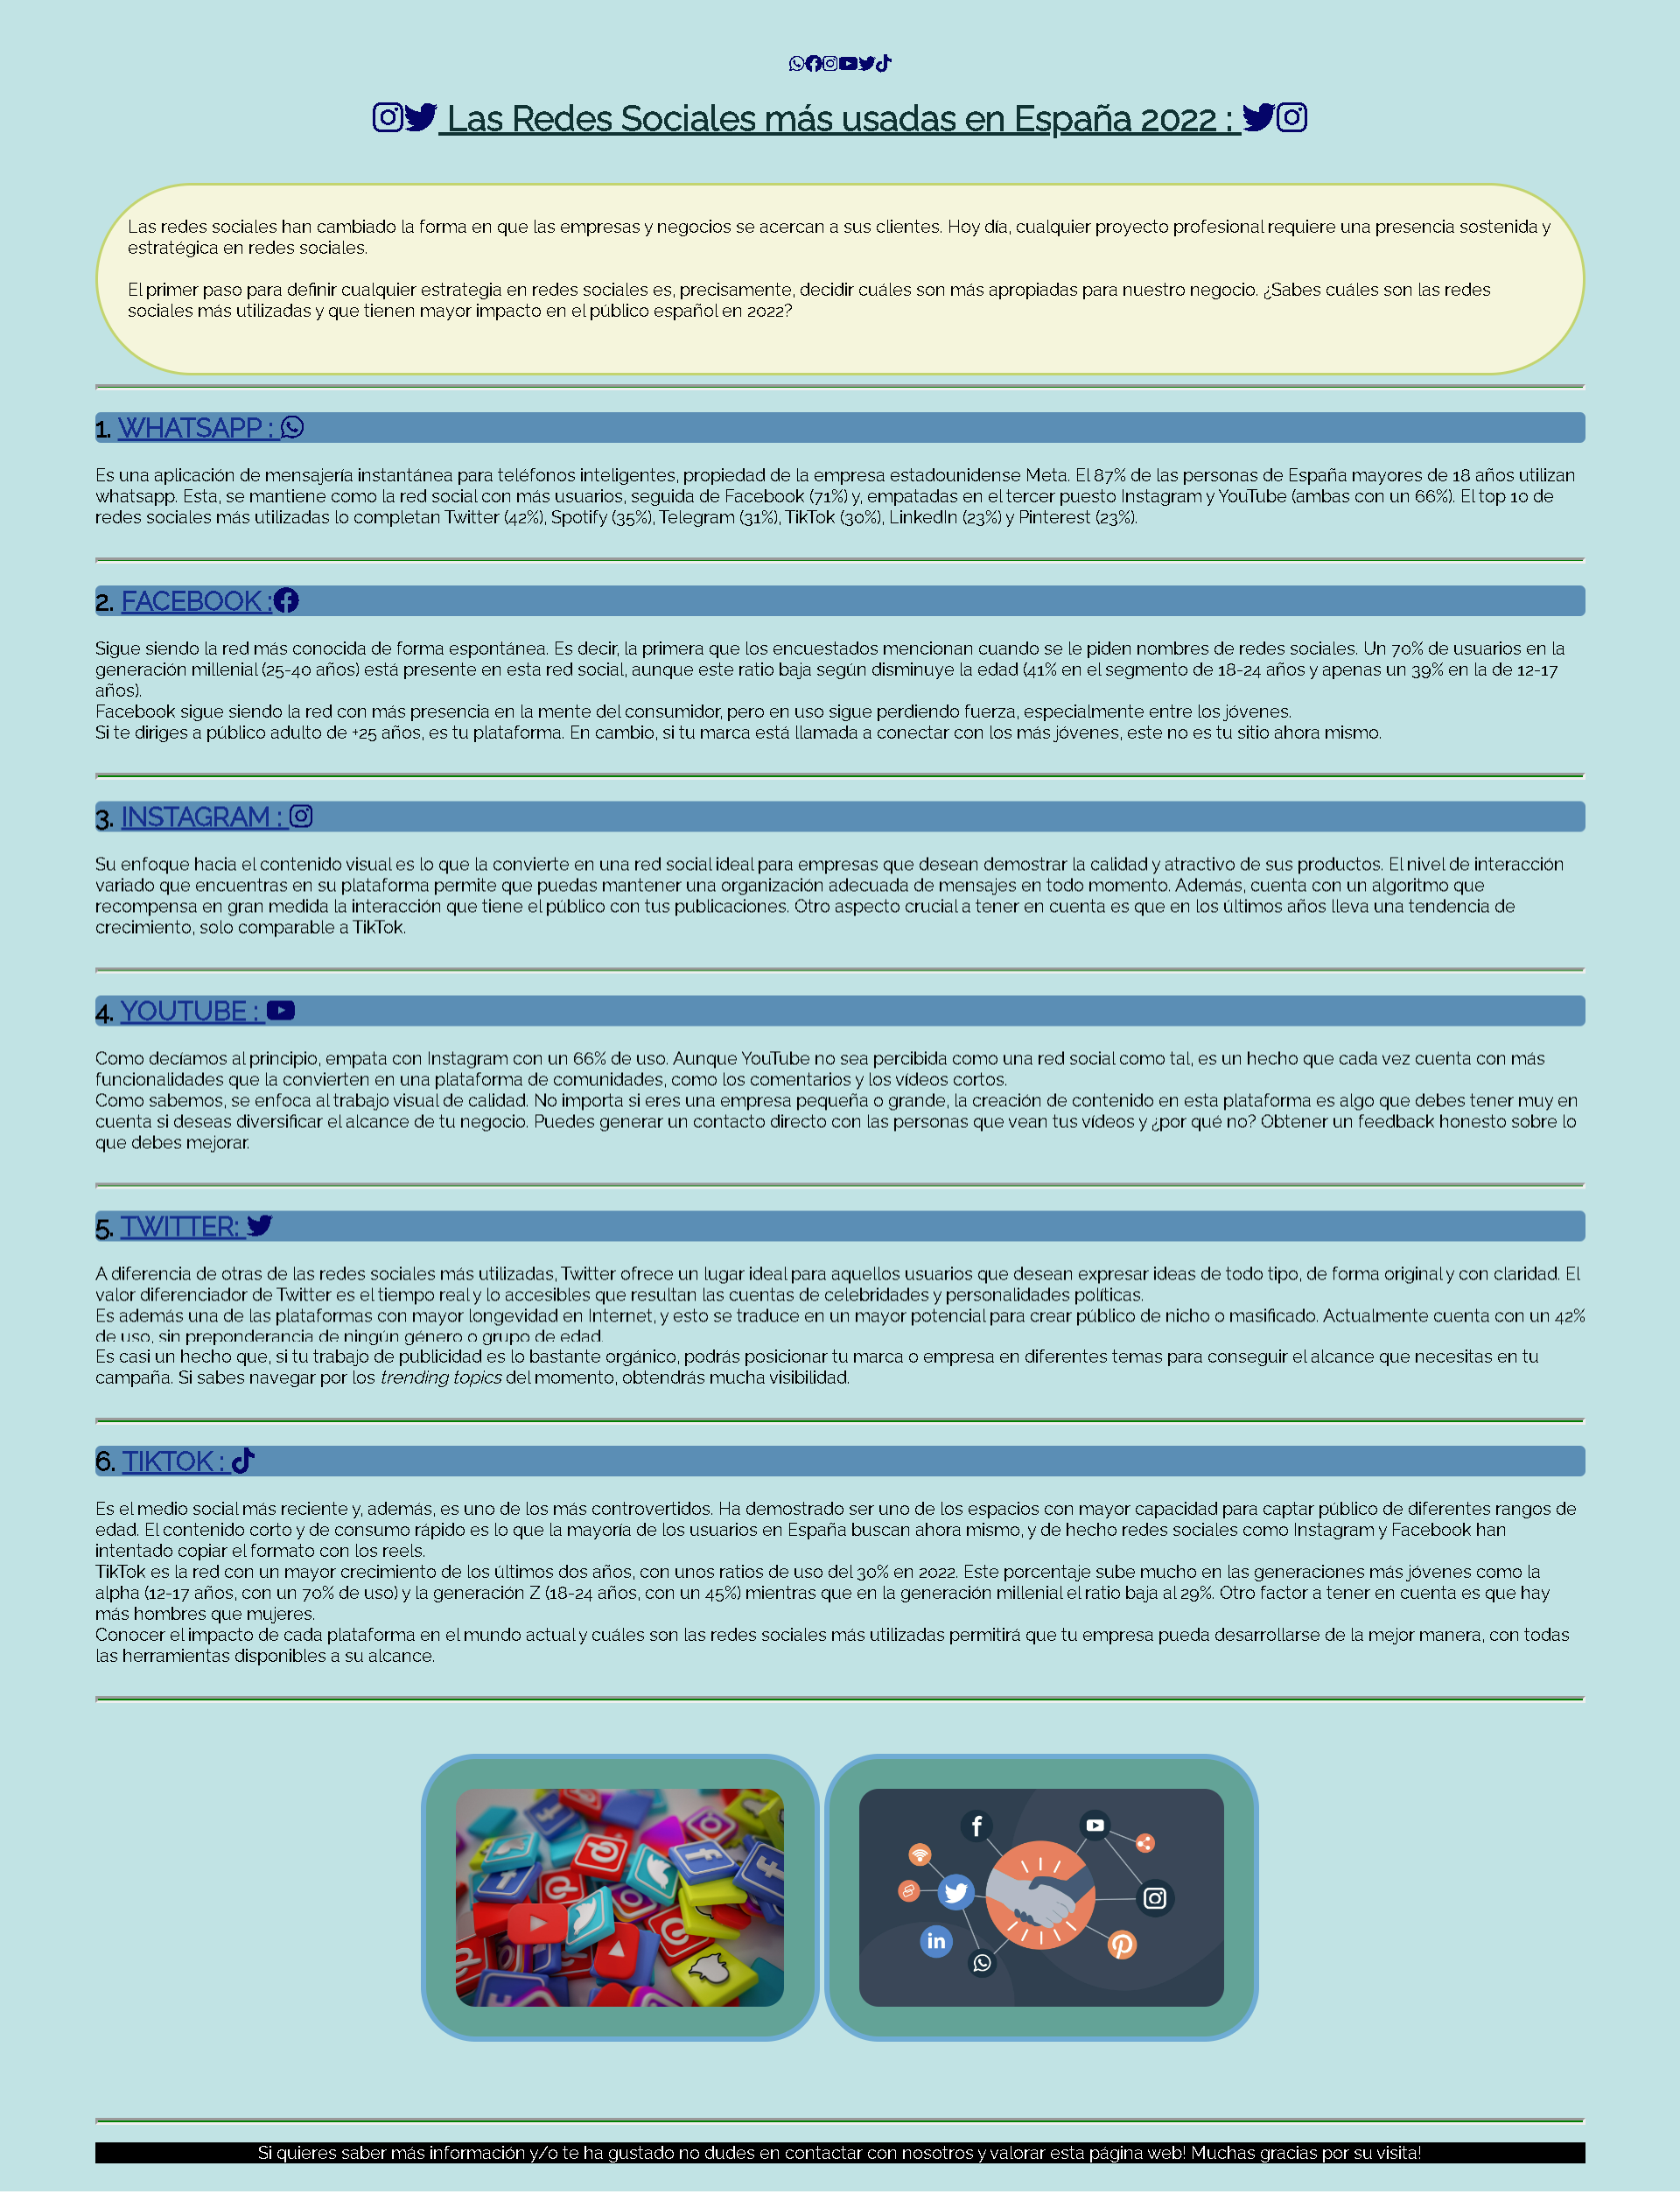 Las Redes Sociales más usadas en España 2022 :
Las redes sociales han cambiado la forma en que las empresas y negocios se acercan a sus clientes. Hoy día, cualquier proyecto profesional requiere una presencia sostenida y
estratégica en redes sociales.
El primer paso para definir cualquier estrategia en redes sociales es, precisamente, decidir cuáles son más apropiadas para nuestro negocio. ¿Sabes cuáles son las redes
sociales más utilizadas y que tienen mayor impacto en el público español en 2022?
1. WHATSAPP :
Es una aplicación de mensajería instantánea para teléfonos inteligentes, propiedad de la empresa estadounidense Meta. El 87% de las personas de España mayores de 18 años utilizan
whatsapp. Esta, se mantiene como la red social con más usuarios, seguida de Facebook (71%) y, empatadas en el tercer puesto Instagram y YouTube (ambas con un 66%). El top 10 de
redes sociales más utilizadas lo completan Twitter (42%), Spotify (35%), Telegram (31%), TikTok (30%), LinkedIn (23%) y Pinterest (23%).
2. FACEBOOK :
Sigue siendo la red más conocida de forma espontánea. Es decir, la primera que los encuestados mencionan cuando se le piden nombres de redes sociales. Un 70% de usuarios en la
generación millenial (25-40 años) está presente en esta red social, aunque este ratio baja según disminuye la edad (41% en el segmento de 18-24 años y apenas un 39% en la de 12-17
años).
Facebook sigue siendo la red con más presencia en la mente del consumidor, pero en uso sigue perdiendo fuerza, especialmente entre los jóvenes.
Si te diriges a público adulto de +25 años, es tu plataforma. En cambio, si tu marca está llamada a conectar con los más jóvenes, este no es tu sitio ahora mismo.
3. INSTAGRAM :
Su enfoque hacia el contenido visual es lo que la convierte en una red social ideal para empresas que desean demostrar la calidad y atractivo de sus productos. El nivel de interacción
variado que encuentras en su plataforma permite que puedas mantener una organización adecuada de mensajes en todo momento. Además, cuenta con un algoritmo que
recompensa en gran medida la interacción que tiene el público con tus publicaciones. Otro aspecto crucial a tener en cuenta es que en los últimos años lleva una tendencia de
crecimiento, solo comparable a TikTok.
4. YOUTUBE :
Como decíamos al principio, empata con Instagram con un 66% de uso. Aunque YouTube no sea percibida como una red social como tal, es un hecho que cada vez cuenta con más
funcionalidades que la convierten en una plataforma de comunidades, como los comentarios y los vídeos cortos.
Como sabemos, se enfoca al trabajo visual de calidad. No importa si eres una empresa pequeña o grande, la creación de contenido en esta plataforma es algo que debes tener muy en
cuenta si deseas diversificar el alcance de tu negocio. Puedes generar un contacto directo con las personas que vean tus vídeos y ¿por qué no? Obtener un feedback honesto sobre lo
que debes mejorar.
5. TWITTER:
A diferencia de otras de las redes sociales más utilizadas, Twitter ofrece un lugar ideal para aquellos usuarios que desean expresar ideas de todo tipo, de forma original y con claridad. El
valor diferenciador de Twitter es el tiempo real y lo accesibles que resultan las cuentas de celebridades y personalidades políticas.
Es además una de las plataformas con mayor longevidad en Internet, y esto se traduce en un mayor potencial para crear público de nicho o masificado. Actualmente cuenta con un 42%
de uso, sin preponderancia de ningún género o grupo de edad.
Es casi un hecho que, si tu trabajo de publicidad es lo bastante orgánico, podrás posicionar tu marca o empresa en diferentes temas para conseguir el alcance que necesitas en tu
campaña. Si sabes navegar por los trending topics del momento, obtendrás mucha visibilidad.
6. TIKTOK :
Es el medio social más reciente y, además, es uno de los más controvertidos. Ha demostrado ser uno de los espacios con mayor capacidad para captar público de diferentes rangos de
edad. El contenido corto y de consumo rápido es lo que la mayoría de los usuarios en España buscan ahora mismo, y de hecho redes sociales como Instagram y Facebook han
intentado copiar el formato con los reels.
TikTok es la red con un mayor crecimiento de los últimos dos años, con unos ratios de uso del 30% en 2022. Este porcentaje sube mucho en las generaciones más jóvenes como la
alpha (12-17 años, con un 70% de uso) y la generación Z (18-24 años, con un 45%) mientras que en la generación millenial el ratio baja al 29%. Otro factor a tener en cuenta es que hay
más hombres que mujeres.
Conocer el impacto de cada plataforma en el mundo actual y cuáles son las redes sociales más utilizadas permitirá que tu empresa pueda desarrollarse de la mejor manera, con todas
las herramientas disponibles a su alcance.
Si quieres saber más información y/o te ha gustado no dudes en contactar con nosotros y valorar esta página web! Muchas gracias por su visita!